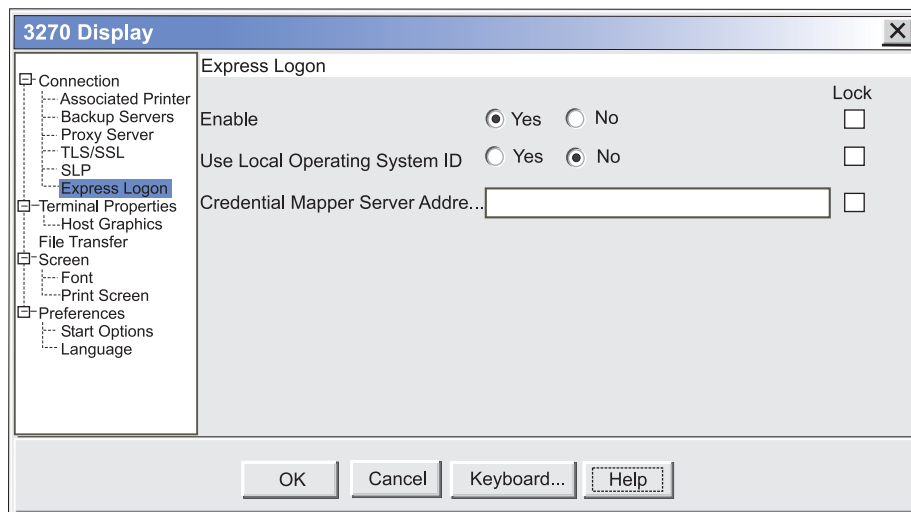 3270 Display
Connection
Associated Printer
Backup Servers
Proxy Server
TLS/SSL
SLP
Express Logon
Terminal Properties
Host Graphics
File Transfer
Screen
Font
Print Screen
Preferences
Start Options
Language
Express Logon
Lock
Enable Yes No
Use Local Operating System ID Yes No
Credential Mapper Server Addre...
OK Cancel Keyboard... Help